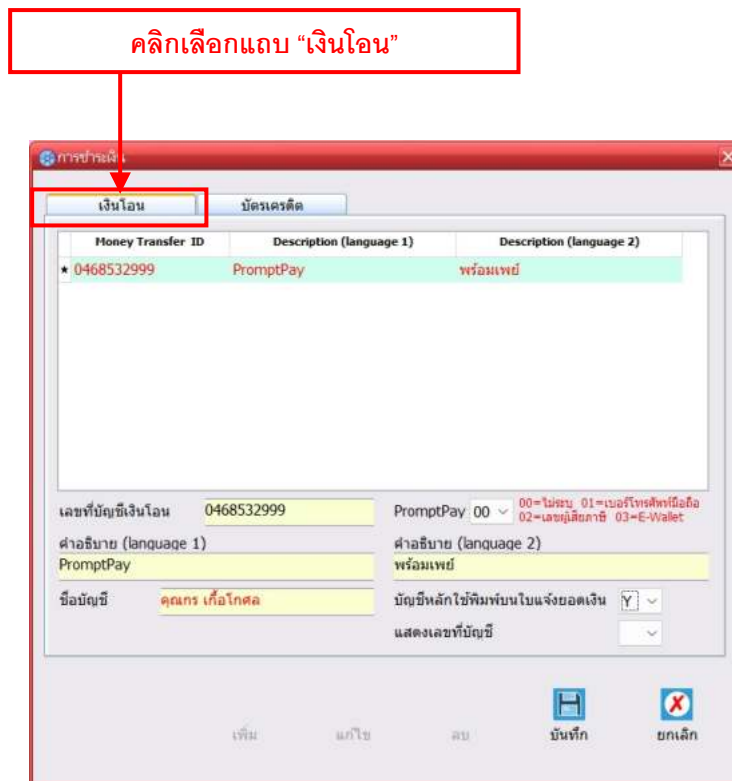 คลิกเลือกแถบ “เงินโอน”
การชำระเงิน
เงินโอน บัตรเครดิต
Money Transfer ID Description (language 1) Description (language 2)
* 0468532999 PromptPay พร้อมเพย์
เลขที่บัญชีเงินโอน 0468532999 PromptPay 00 00=ไม่ระบุ 01=เบอร์โทรศัพท์มือถือ
02=เลขผู้เสียภาษี 03=E-Wallet
คำอธิบาย (language 1) คำอธิบาย (language 2)
PromptPay พร้อมเพย์
ชื่อบัญชี คุณกร เกื้อโกศล บัญชีหลักใช้พิมพ์บนใบแจ้งยอดเงิน Y
แสดงเลขที่บัญชี
เพิ่ม แก้ไข ลบ บันทึก ยกเลิก